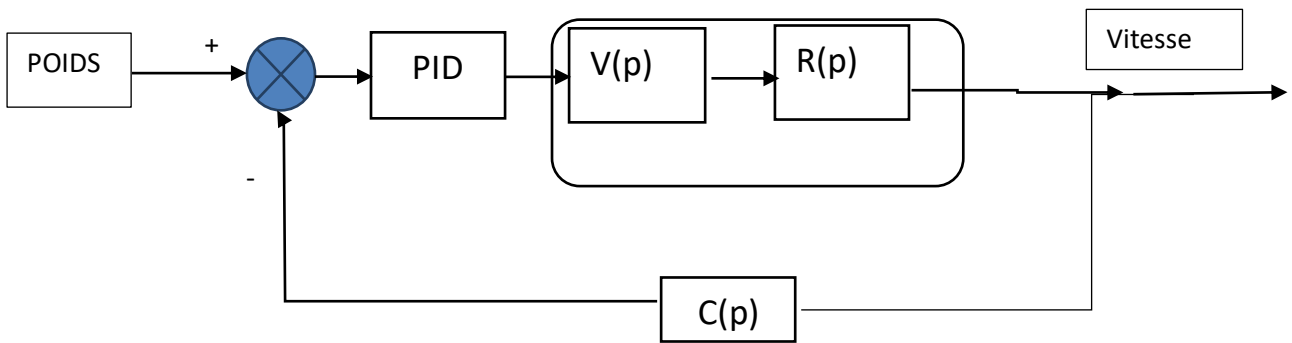 POIDS
+
PID
V(p)
R(p)
Vitesse
-
C(p)